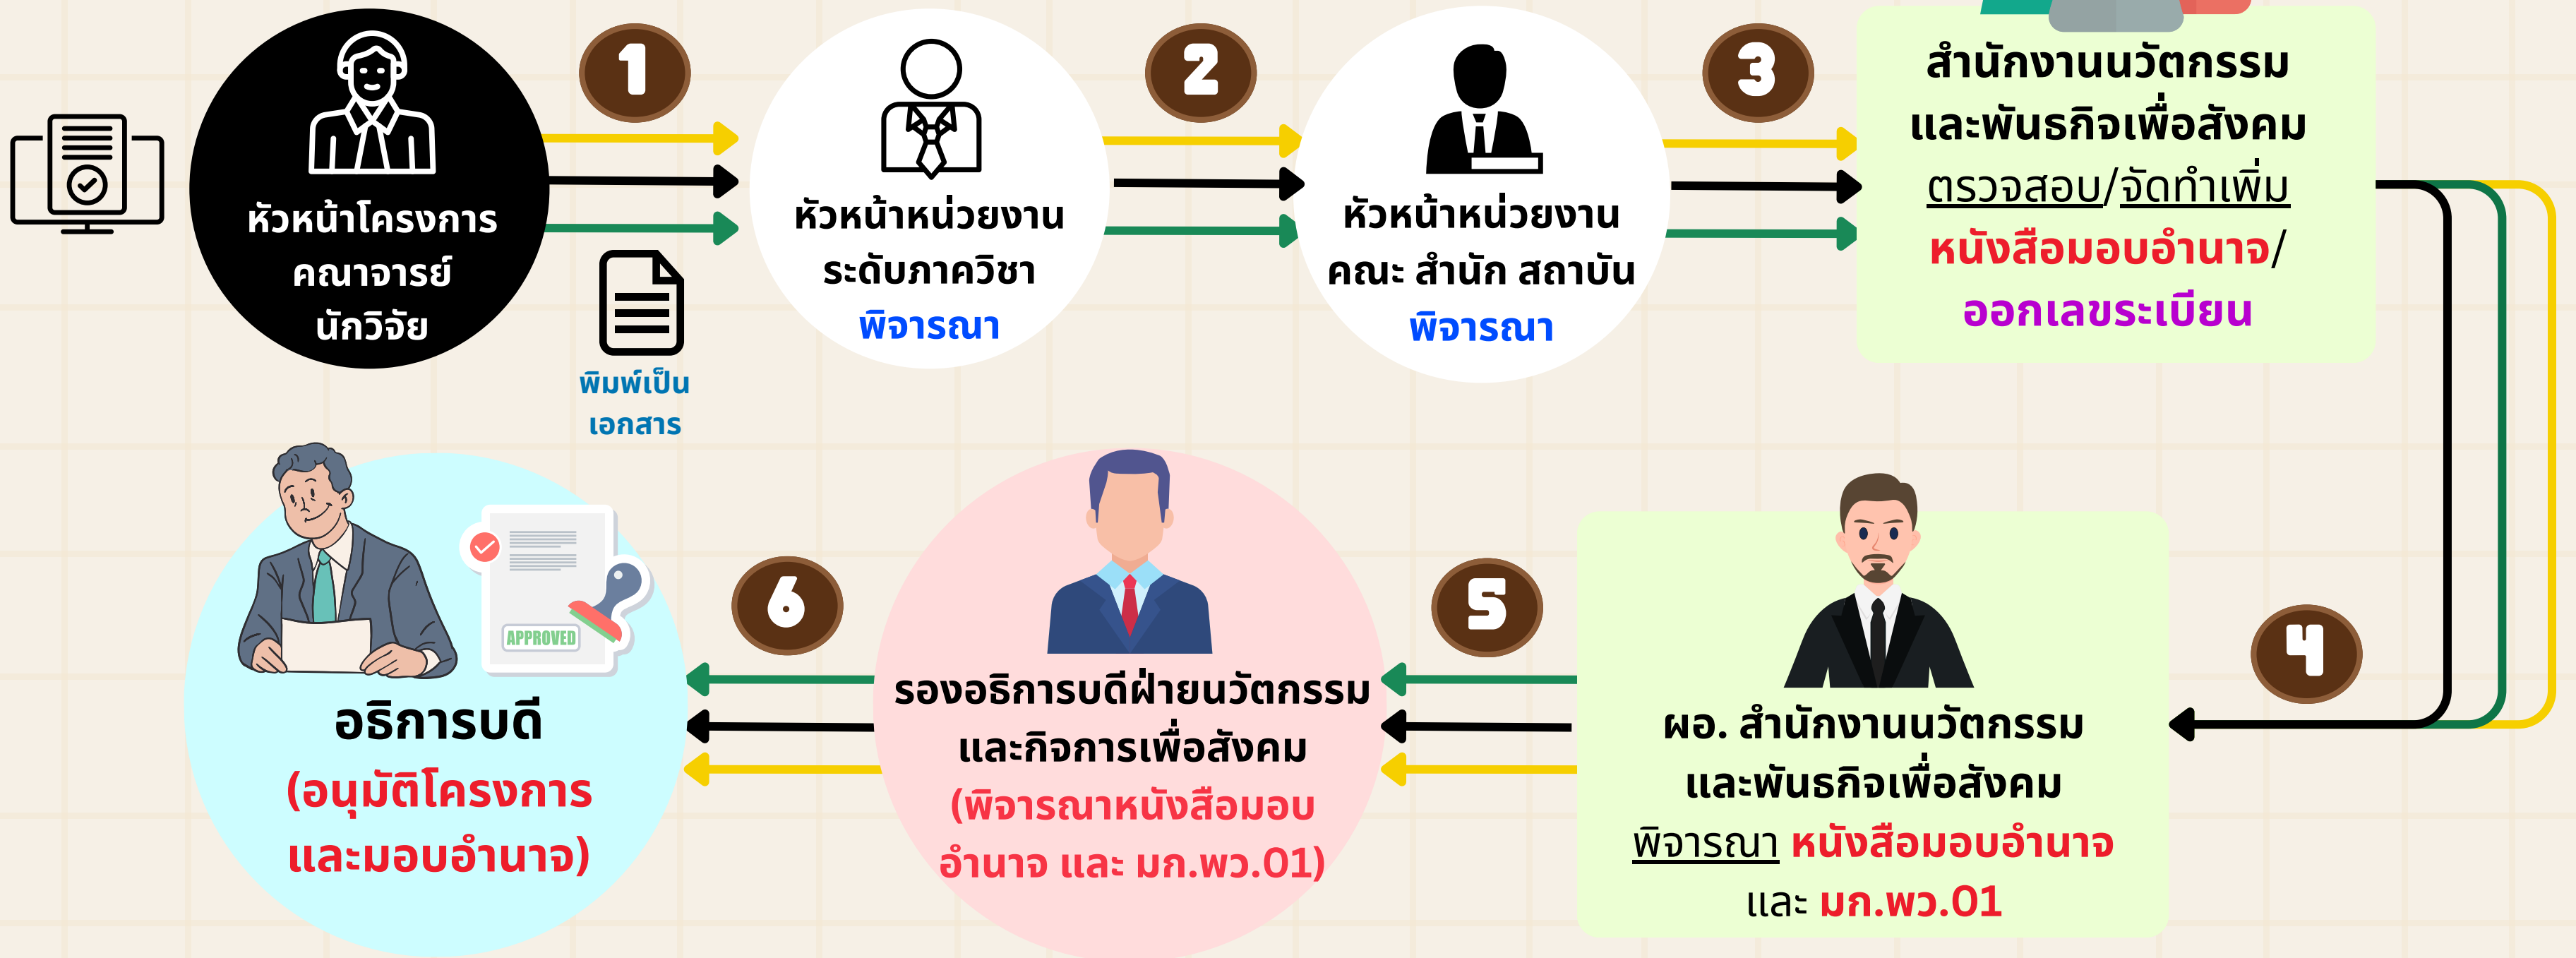 1
หัวหน้าโครงการ
คณาจารย์
นักวิจัย
พิมพ์เป็น
เอกสาร
2
หัวหน้าหน่วยงาน
ระดับภาควิชา
พิจารณา
3
หัวหน้าหน่วยงาน
คณะ สำนัก สถาบัน
พิจารณา
สำนักงานนวัตกรรม
และพันธกิจเพื่อสังคม
ตรวจสอบ/จัดทำเพิ่ม
หนังสือมอบอำนาจ/
ออกเลขระเบียน
4
ผอ. สำนักงานนวัตกรรม
และพันธกิจเพื่อสังคม
พิจารณา หนังสือมอบอำนาจ
และ มก.พว.01
5
รองอธิการบดีฝ่ายนวัตกรรม
และกิจการเพื่อสังคม
(พิจารณาหนังสือมอบ
อำนาจ และ มก.พว.01)
6
APPROVED
อธิการบดี
(อนุมัติโครงการ
และมอบอำนาจ)